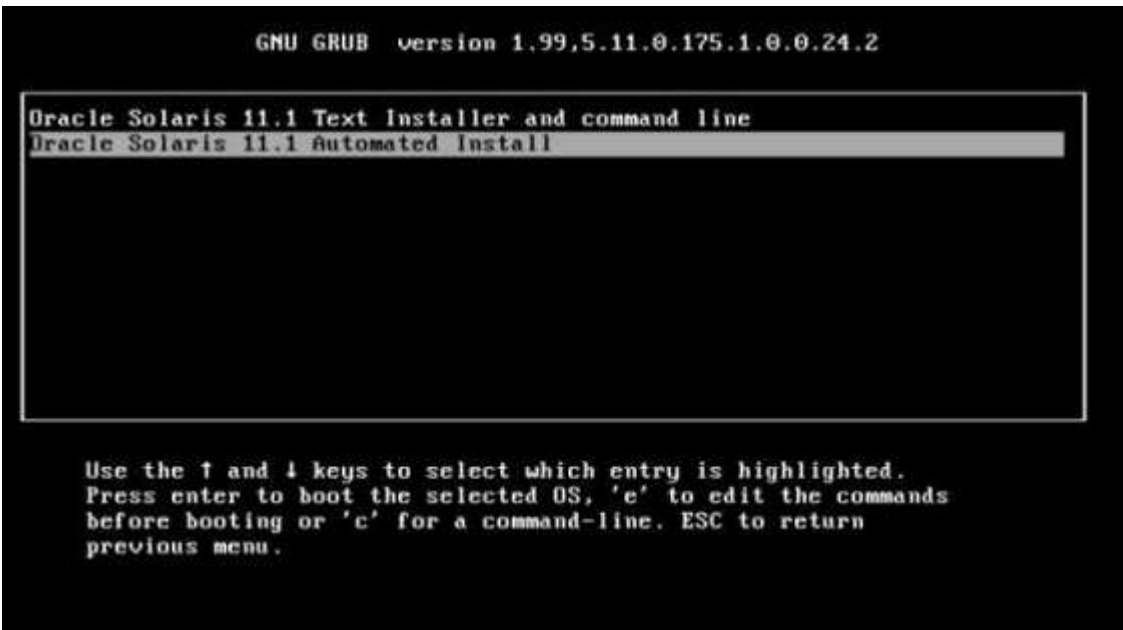 GNU GRUB version 1.99,5.11.0.175.1.0.0.24.2
Oracle Solaris 11.1 Text Installer and command line
Oracle Solaris 11.1 Automated Install
Use the ↑ and ↓ keys to select which entry is highlighted.
Press enter to boot the selected OS, 'e' to edit the commands
before booting or 'c' for a command-line. ESC to return
previous menu.